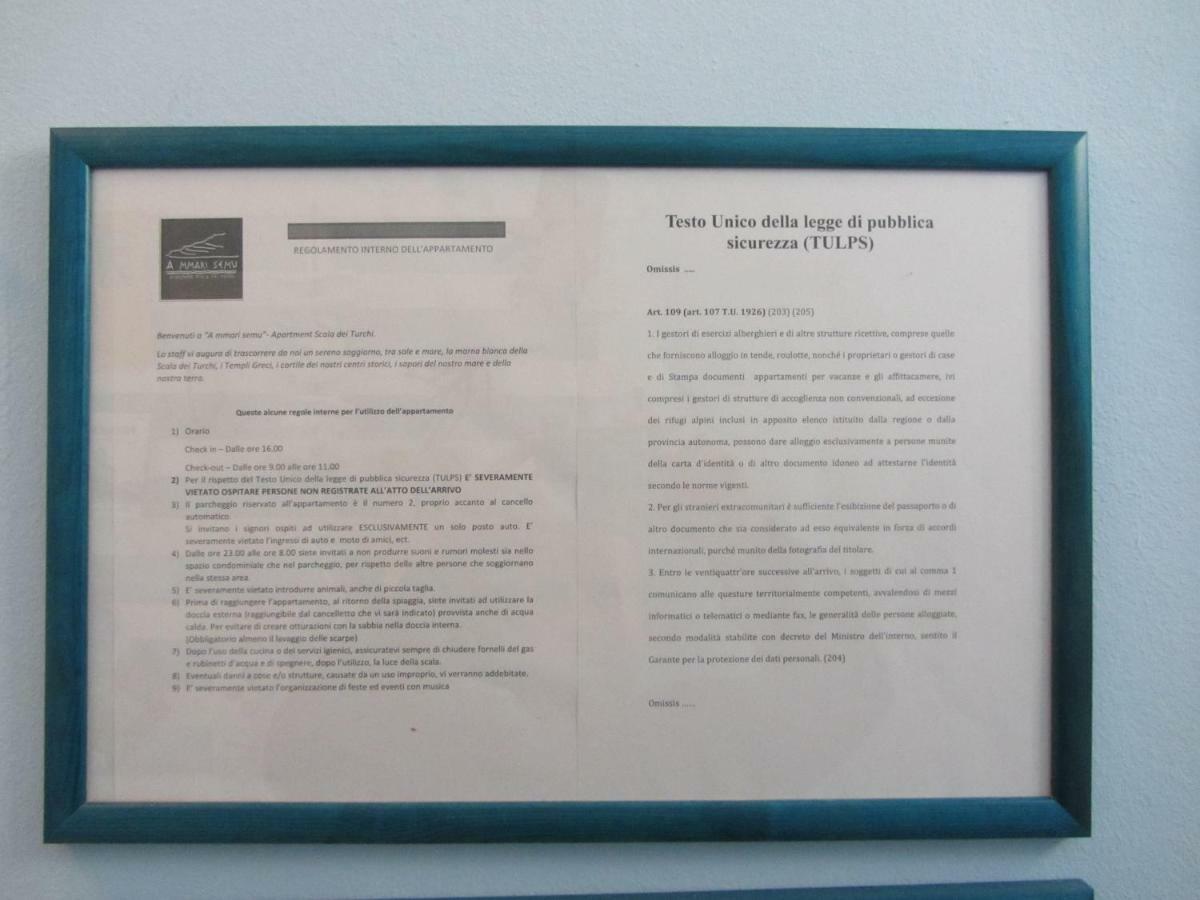 A MMARI SEMU
REGOLAMENTO INTERNO DELL'APPARTAMENTO
Benvenuti a "A mmari semu"- Apartment Scala dei Turchi.
Lo staff vi augura di trascorrere da noi un sereno soggiorno, tra sole e mare, la marna bianca della
Scala dei Turchi, i Templi Greci, i cortile dei nostri centri storici, i sapori del nostro mare e della
nostra terra.
Queste alcune regole interne per l'utilizzo dell'appartamento
1) Orario
Check in – Dalle ore 16.00
Check-out – Dalle ore 9.00 alle ore 11.00
2) Per il rispetto del Testo Unico della legge di pubblica sicurezza (TULPS) E' SEVERAMENTE
VIETATO OSPITARE PERSONE NON REGISTRATE ALL'ATTO DELL'ARRIVO
3) Il parcheggio riservato all'appartamento è il numero 2, proprio accanto al cancello
automatico.
Si invitano i signori ospiti ad utilizzare ESCLUSIVAMENTE un solo posto auto. E'
severamente vietato l'ingresso di auto e moto di amici, ect.
4) Dalle ore 23.00 alle ore 8.00 siete invitati a non produrre suoni e rumori molesti sia nello
spazio condominiale che nel parcheggio, per rispetto delle altre persone che soggiornano
nella stessa area.
5) E' severamente vietato introdurre animali, anche di piccola taglia.
6) Prima di raggiungere l'appartamento, al ritorno della spiaggia, siete invitati ad utilizzare la
doccia esterna (raggiungibile dal cancelletto che vi sarà indicato) provvista anche di acqua
calda. Per evitare di creare otturazioni con la sabbia nella doccia interna.
(Obbligatorio almeno il lavaggio delle scarpe)
7) Dopo l'uso della cucina o dei servizi igienici, assicuratevi sempre di chiudere fornelli del gas
e rubinetti d'acqua e di spegnere, dopo l'utilizzo, la luce della scala.
8) Eventuali danni a cose e/o strutture, causate da un uso improprio, vi verranno addebitate.
9) E' severamente vietato l'organizzazione di feste ed eventi con musica
Testo Unico della legge di pubblica
sicurezza (TULPS)
Omissis ....
Art. 109 (art. 107 T.U. 1926) (203) (205)
1. I gestori di esercizi alberghieri e di altre strutture ricettive, comprese quelle
che forniscono alloggio in tende, roulotte, nonché i proprietari o gestori di case
e di Stampa documenti appartamenti per vacanze e gli affittacamere, ivi
compresi i gestori di strutture di accoglienza non convenzionali, ad eccezione
dei rifugi alpini inclusi in apposito elenco istituito dalla regione o dalla
provincia autonoma, possono dare alloggio esclusivamente a persone munite
della carta d'identità o di altro documento idoneo ad attestarne l'identità
secondo le norme vigenti.
2. Per gli stranieri extracomunitari è sufficiente l'esibizione del passaporto o di
altro documento che sia considerato ad esso equivalente in forza di accordi
internazionali, purché munito della fotografia del titolare.
3. Entro le ventiquattr'ore successive all'arrivo, i soggetti di cui al comma 1
comunicano alle questure territorialmente competenti, avvalendosi di mezzi
informatici o telematici o mediante fax, le generalità delle persone alloggiate,
secondo modalità stabilite con decreto del Ministro dell'interno, sentito il
Garante per la protezione dei dati personali. (204)
Omissis .....